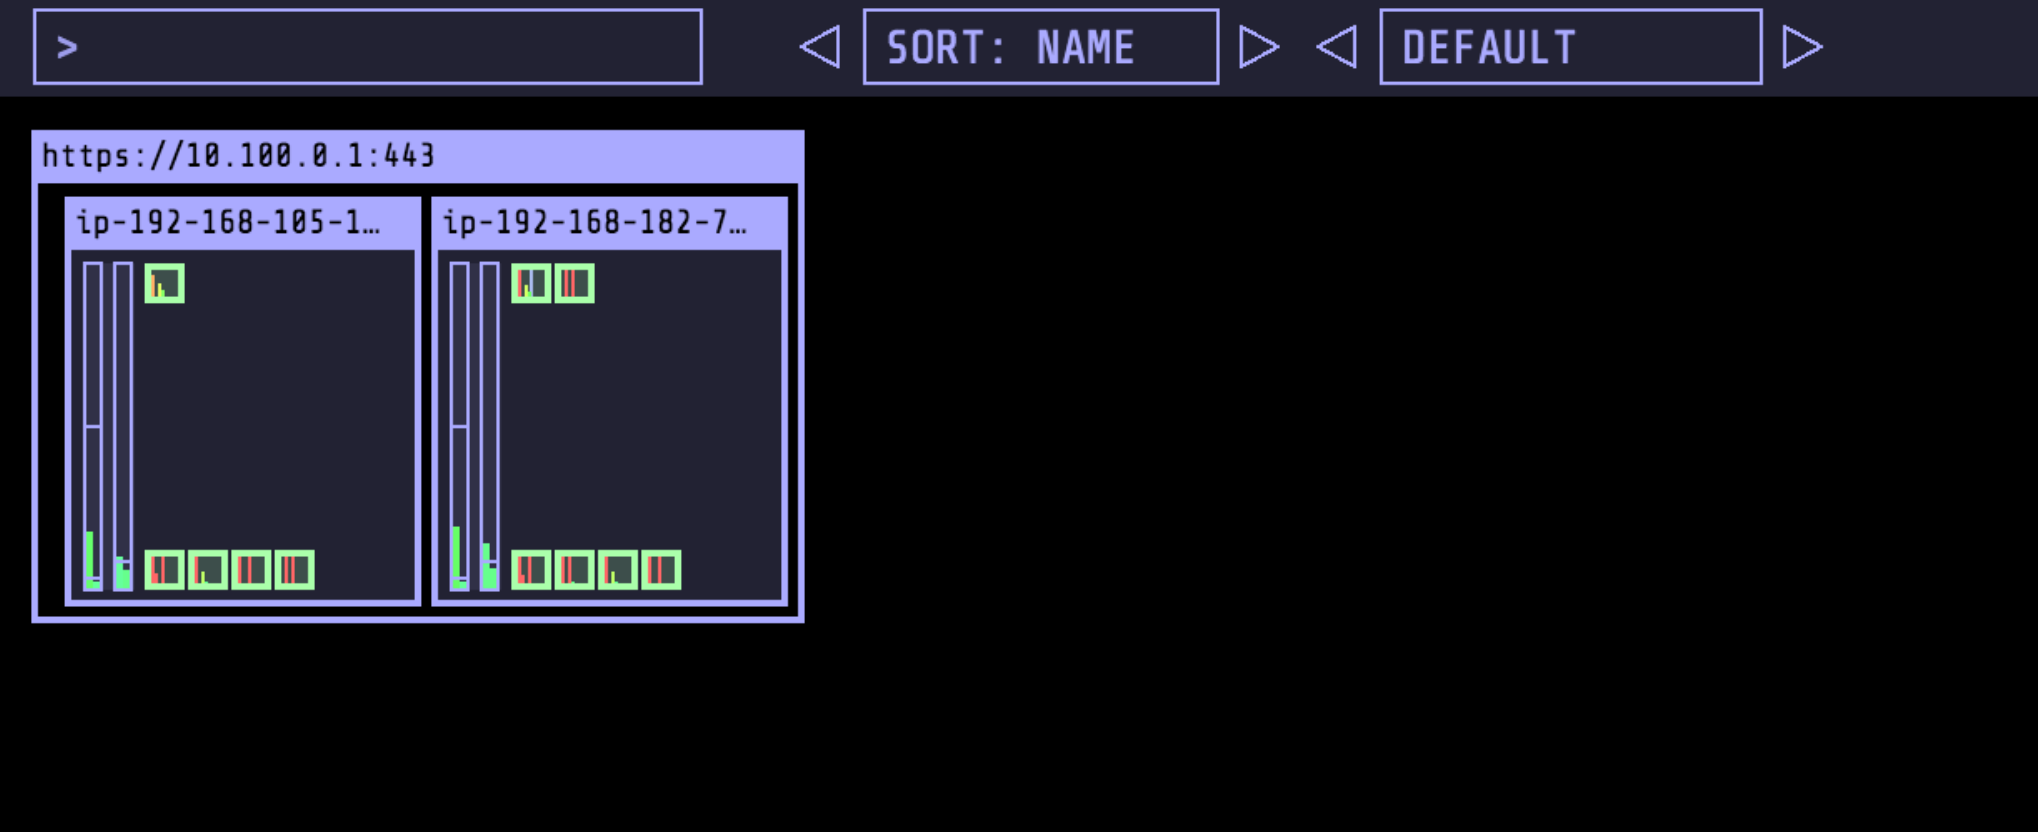 >
SORT: NAME
DEFAULT
https://10.100.0.1:443
ip-192-168-105-1…
ip-192-168-182-7…